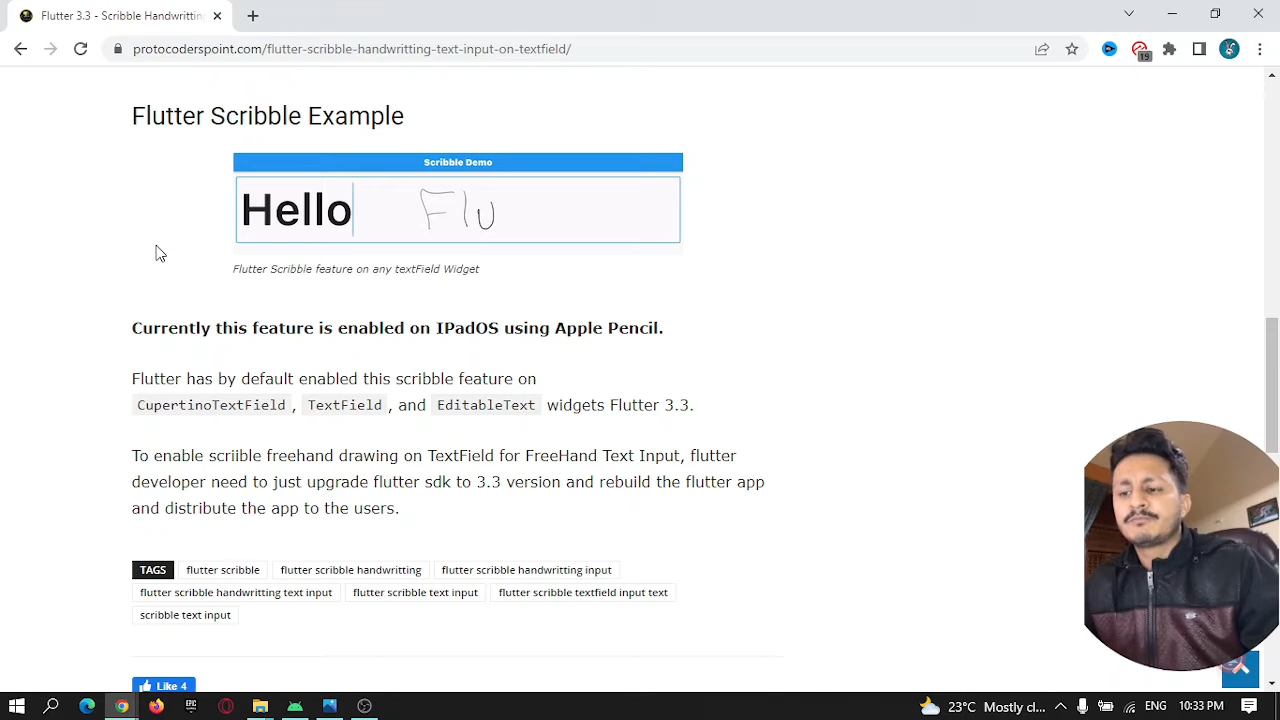 Flutter 3.3 - Scribble Handwritting
protocoderspoint.com/flutter-scribble-handwritting-text-input-on-textfield/
19
Flutter Scribble Example
Scribble Demo
Hello Flu
Flutter Scribble feature on any textField Widget
Currently this feature is enabled on IPadOS using Apple Pencil.
Flutter has by default enabled this scribble feature on
CupertinoTextField, TextField, and EditableText widgets Flutter 3.3.
To enable scriible freehand drawing on TextField for FreeHand Text Input, flutter
developer need to just upgrade flutter sdk to 3.3 version and rebuild the flutter app
and distribute the app to the users.
TAGS flutter scribble flutter scribble handwritting flutter scribble handwritting input
flutter scribble handwritting text input flutter scribble text input flutter scribble textfield input text
scribble text input
Like 4
EPIC 23°C Mostly cl... ENG 10:33 PM